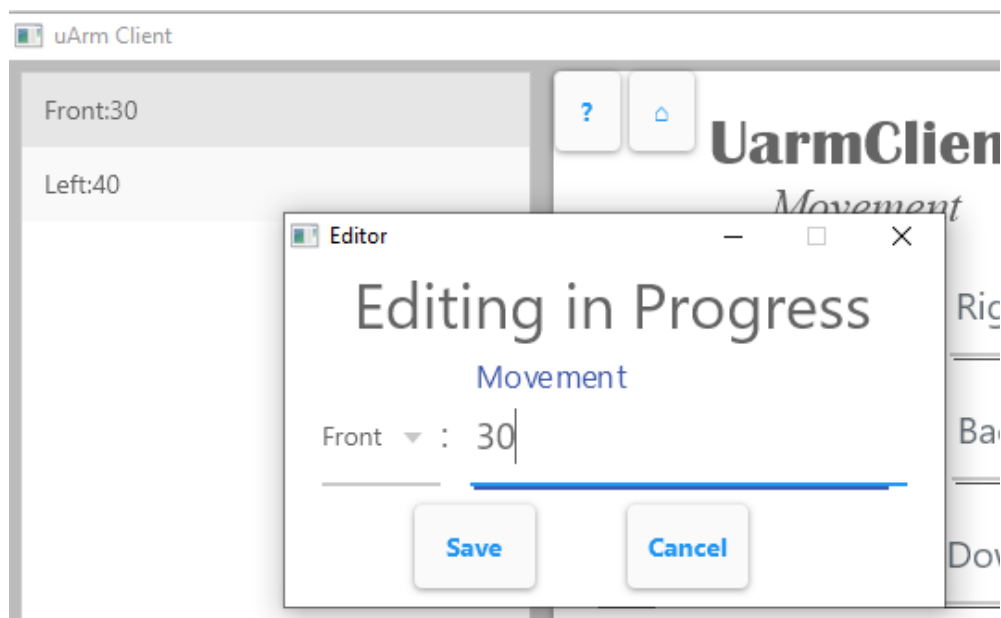 uArm Client
Front:30
Left:40
? ⌂
UarmClien
Movement
Editor
Editing in Progress
Movement
Front : 30
Save Cancel
Rig
Bac
Dow